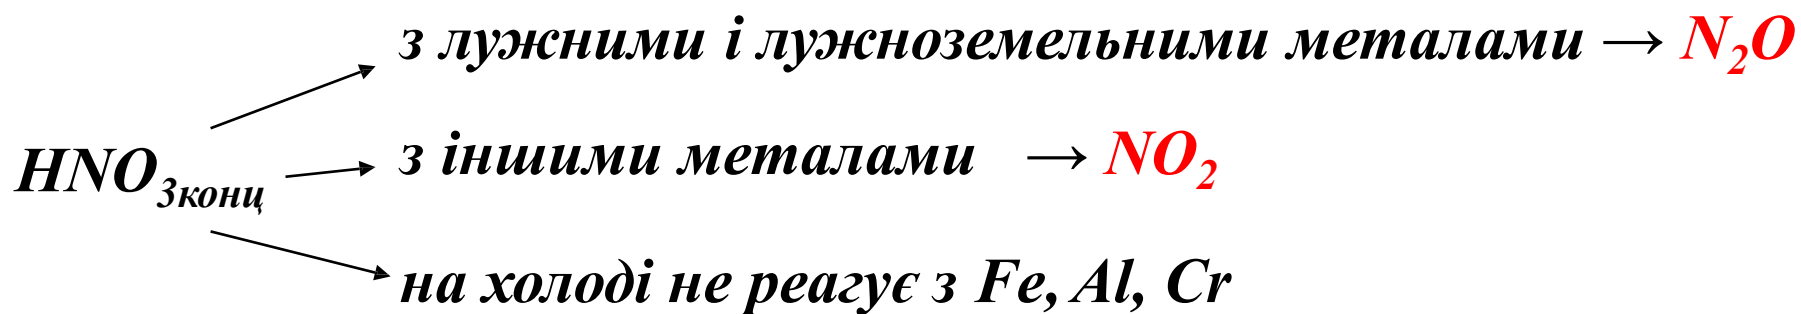 з лужними і лужноземельними металами → N₂O
HNO₃конц
з іншими металами → NO₂
на холоді не реагує з Fe, Al, Cr